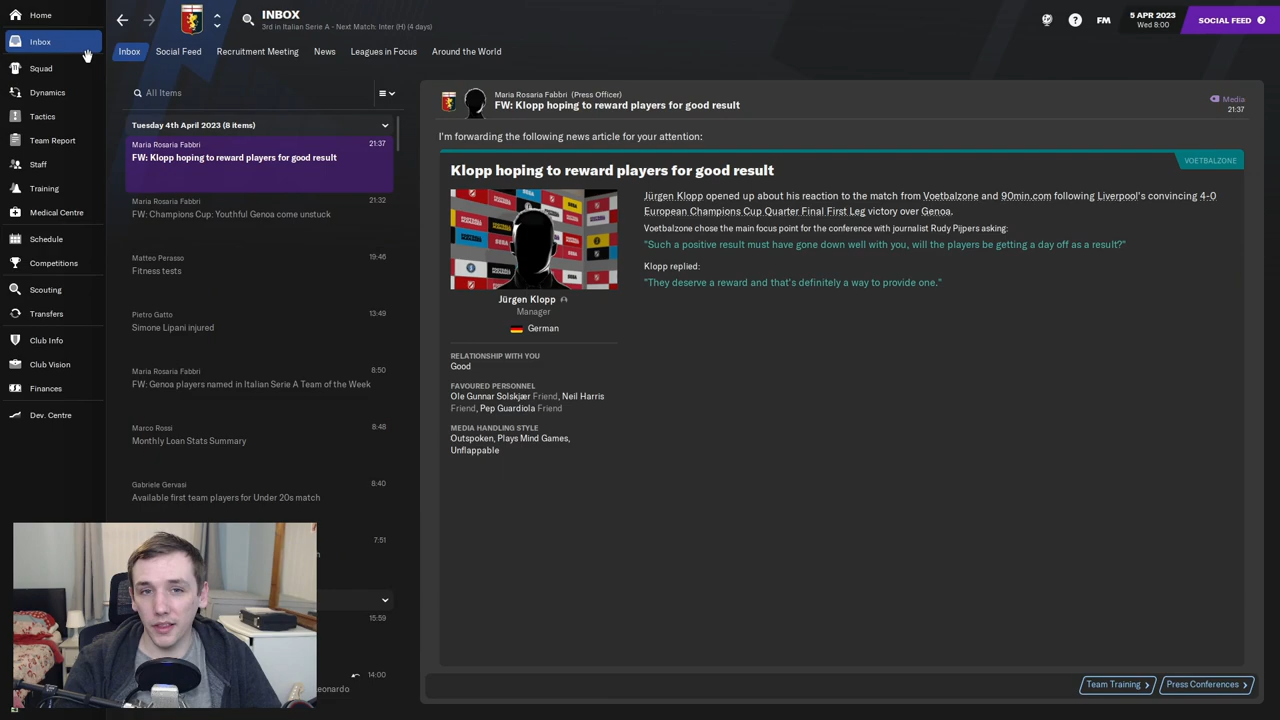 Home
Inbox
Squad
Dynamics
Tactics
Team Report
Staff
Training
Medical Centre
Schedule
Competitions
Scouting
Transfers
Club Info
Club Vision
Finances
Dev. Centre
INBOX
3rd in Italian Serie A - Next Match: Inter (H) (4 days)
FM
5 APR 2023
Wed 8:00
SOCIAL FEED
Inbox
Social Feed
Recruitment Meeting
News
Leagues in Focus
Around the World
All Items
Tuesday 4th April 2023 (8 items)
Maria Rosaria Fabbri 21:37
FW: Klopp hoping to reward players for good result
Maria Rosaria Fabbri 21:32
FW: Champions Cup: Youthful Genoa come unstuck
Matteo Perasso 19:46
Fitness tests
Pietro Gatto 13:49
Simone Lipani injured
Maria Rosaria Fabbri 8:50
FW: Genoa players named in Italian Serie A Team of the Week
Marco Rossi 8:48
Monthly Loan Stats Summary
Gabriele Gervasi 8:40
Available first team players for Under 20s match
7:51
15:59
14:00
eonardo
Maria Rosaria Fabbri (Press Officer)
FW: Klopp hoping to reward players for good result
Media
21:37
I'm forwarding the following news article for your attention:
VOETBALZONE
Klopp hoping to reward players for good result
Jürgen Klopp
Manager
German
RELATIONSHIP WITH YOU
Good
FAVOURED PERSONNEL
Ole Gunnar Solskjær Friend, Neil Harris
Friend, Pep Guardiola Friend
MEDIA HANDLING STYLE
Outspoken, Plays Mind Games,
Unflappable
Jürgen Klopp opened up about his reaction to the match from Voetbalzone and 90min.com following Liverpool's convincing 4-0
European Champions Cup Quarter Final First Leg victory over Genoa.
Voetbalzone chose the main focus point for the conference with journalist Rudy Pijpers asking:
"Such a positive result must have gone down well with you, will the players be getting a day off as a result?"
Klopp replied:
"They deserve a reward and that's definitely a way to provide one."
Team Training
Press Conferences